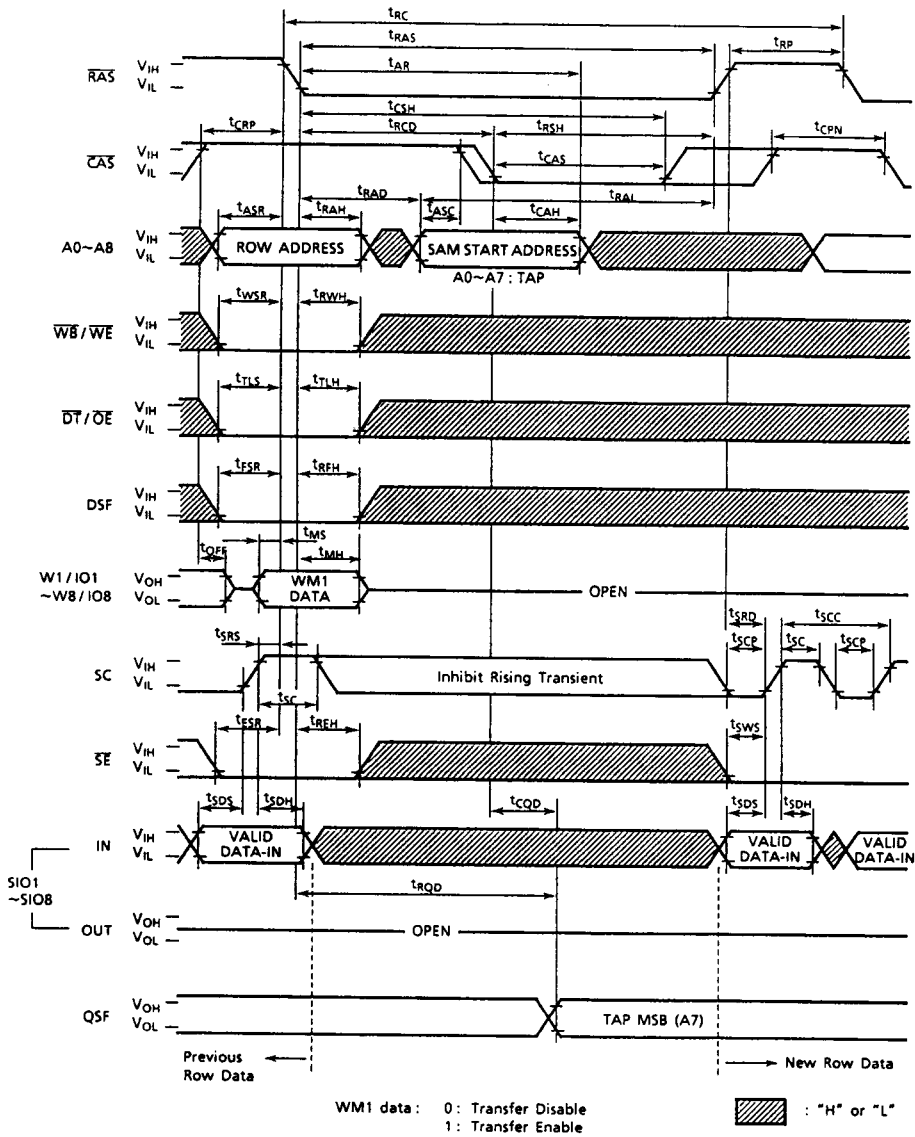 tRC
tRAS
tRP
tAR
RAS
VIH
VIL
tCSH
tCRP
tRCD
tRSH
tCPN
CAS
VIH
VIL
tCAS
tRAD
tRAL
tASR
tRAH
tASC
tCAH
A0~A8
VIH
VIL
ROW ADDRESS
SAM START ADDRESS
A0~A7 : TAP
tWSR
tRWH
WB / WE
VIH
VIL
tTLS
tTLH
DT / OE
VIH
VIL
tFSR
tRFH
DSF
VIH
VIL
tMS
tOFF
tMH
W1 / IO1
~W8 / IO8
VOH
VOL
WM1
DATA
OPEN
tSRD
tSCC
tSRS
tSCP
tSC
tSCP
SC
VIH
VIL
Inhibit Rising Transient
tSC
tESR
tREH
tSWS
SE
VIH
VIL
tSDS
tSDH
tCQD
tSDS
tSDH
IN
VIH
VIL
VALID
DATA-IN
VALID
DATA-IN
VALID
DATA-IN
tRQD
SIO1
~SIO8
OUT
VOH
VOL
OPEN
QSF
VOH
VOL
TAP MSB (A7)
Previous
Row Data
New Row Data
WM1 data : 0 : Transfer Disable
1 : Transfer Enable
: "H" or "L"